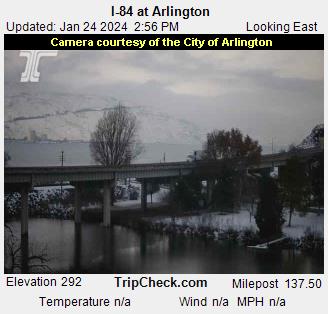 I-84 at Arlington
Updated: Jan 24 2024 2:56 PM Looking East
Camera courtesy of the City of Arlington
Elevation 292 TripCheck.com Milepost 137.50
Temperature n/a Wind n/a MPH n/a